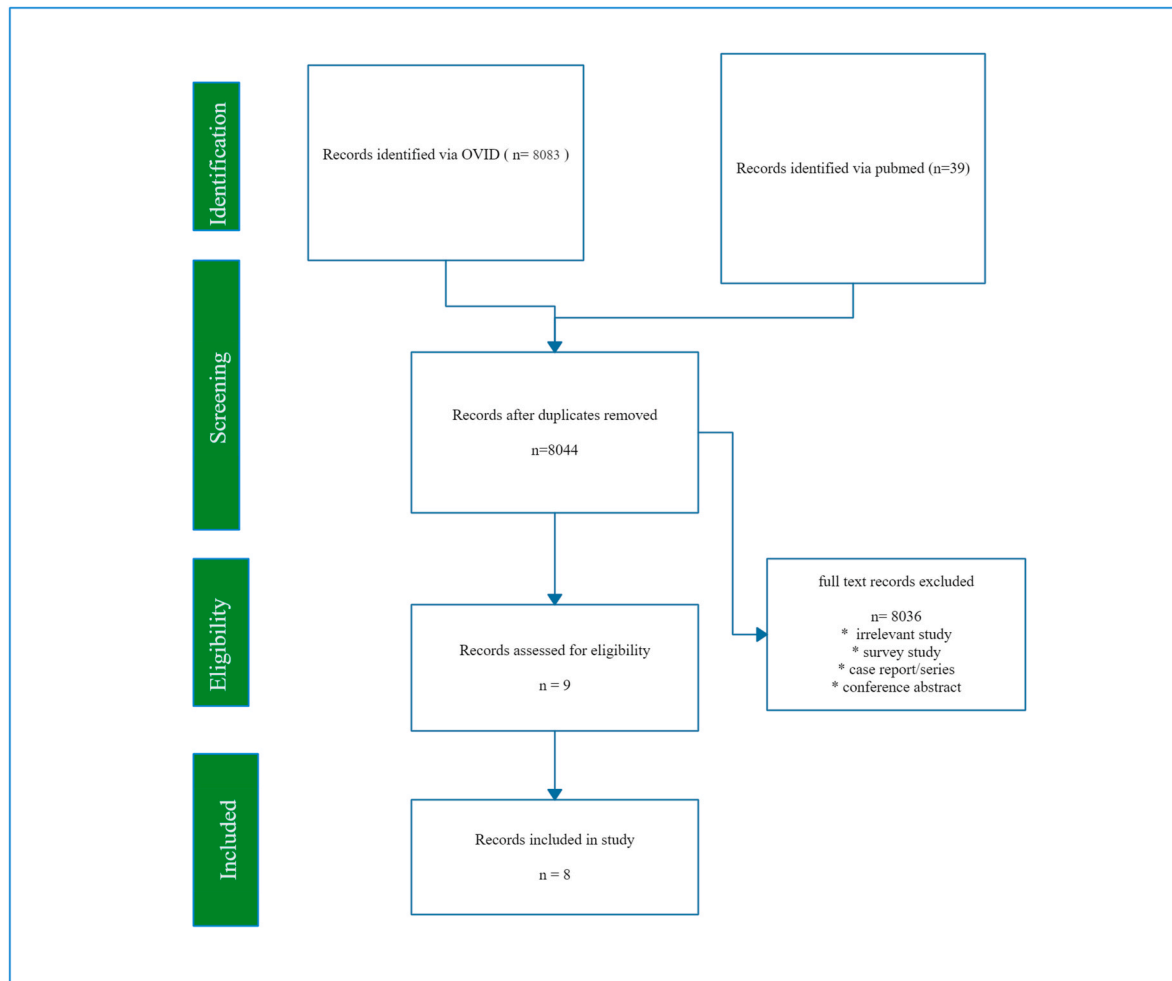 Identification
Records identified via OVID ( n= 8083 )
Records identified via pubmed (n=39)
Screening
Records after duplicates removed
n=8044
Eligibility
Records assessed for eligibility
n = 9
full text records excluded
n= 8036
* irrelevant study
* survey study
* case report/series
* conference abstract
Included
Records included in study
n = 8